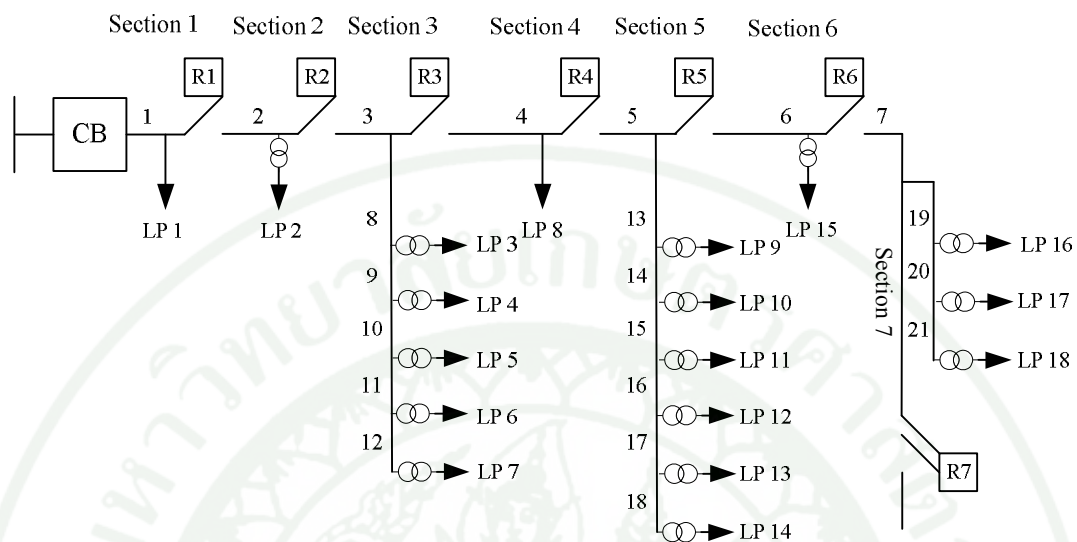 Section 1 Section 2 Section 3 Section 4 Section 5 Section 6
R1 R2 R3 R4 R5 R6
CB 1 2 3 4 5 6 7
LP 1 LP 2 LP 8 LP 15
8 LP 3
9 LP 4
10 LP 5
11 LP 6
12 LP 7
13 LP 9
14 LP 10
15 LP 11
16 LP 12
17 LP 13
18 LP 14
Section 7
19 LP 16
20 LP 17
21 LP 18
R7